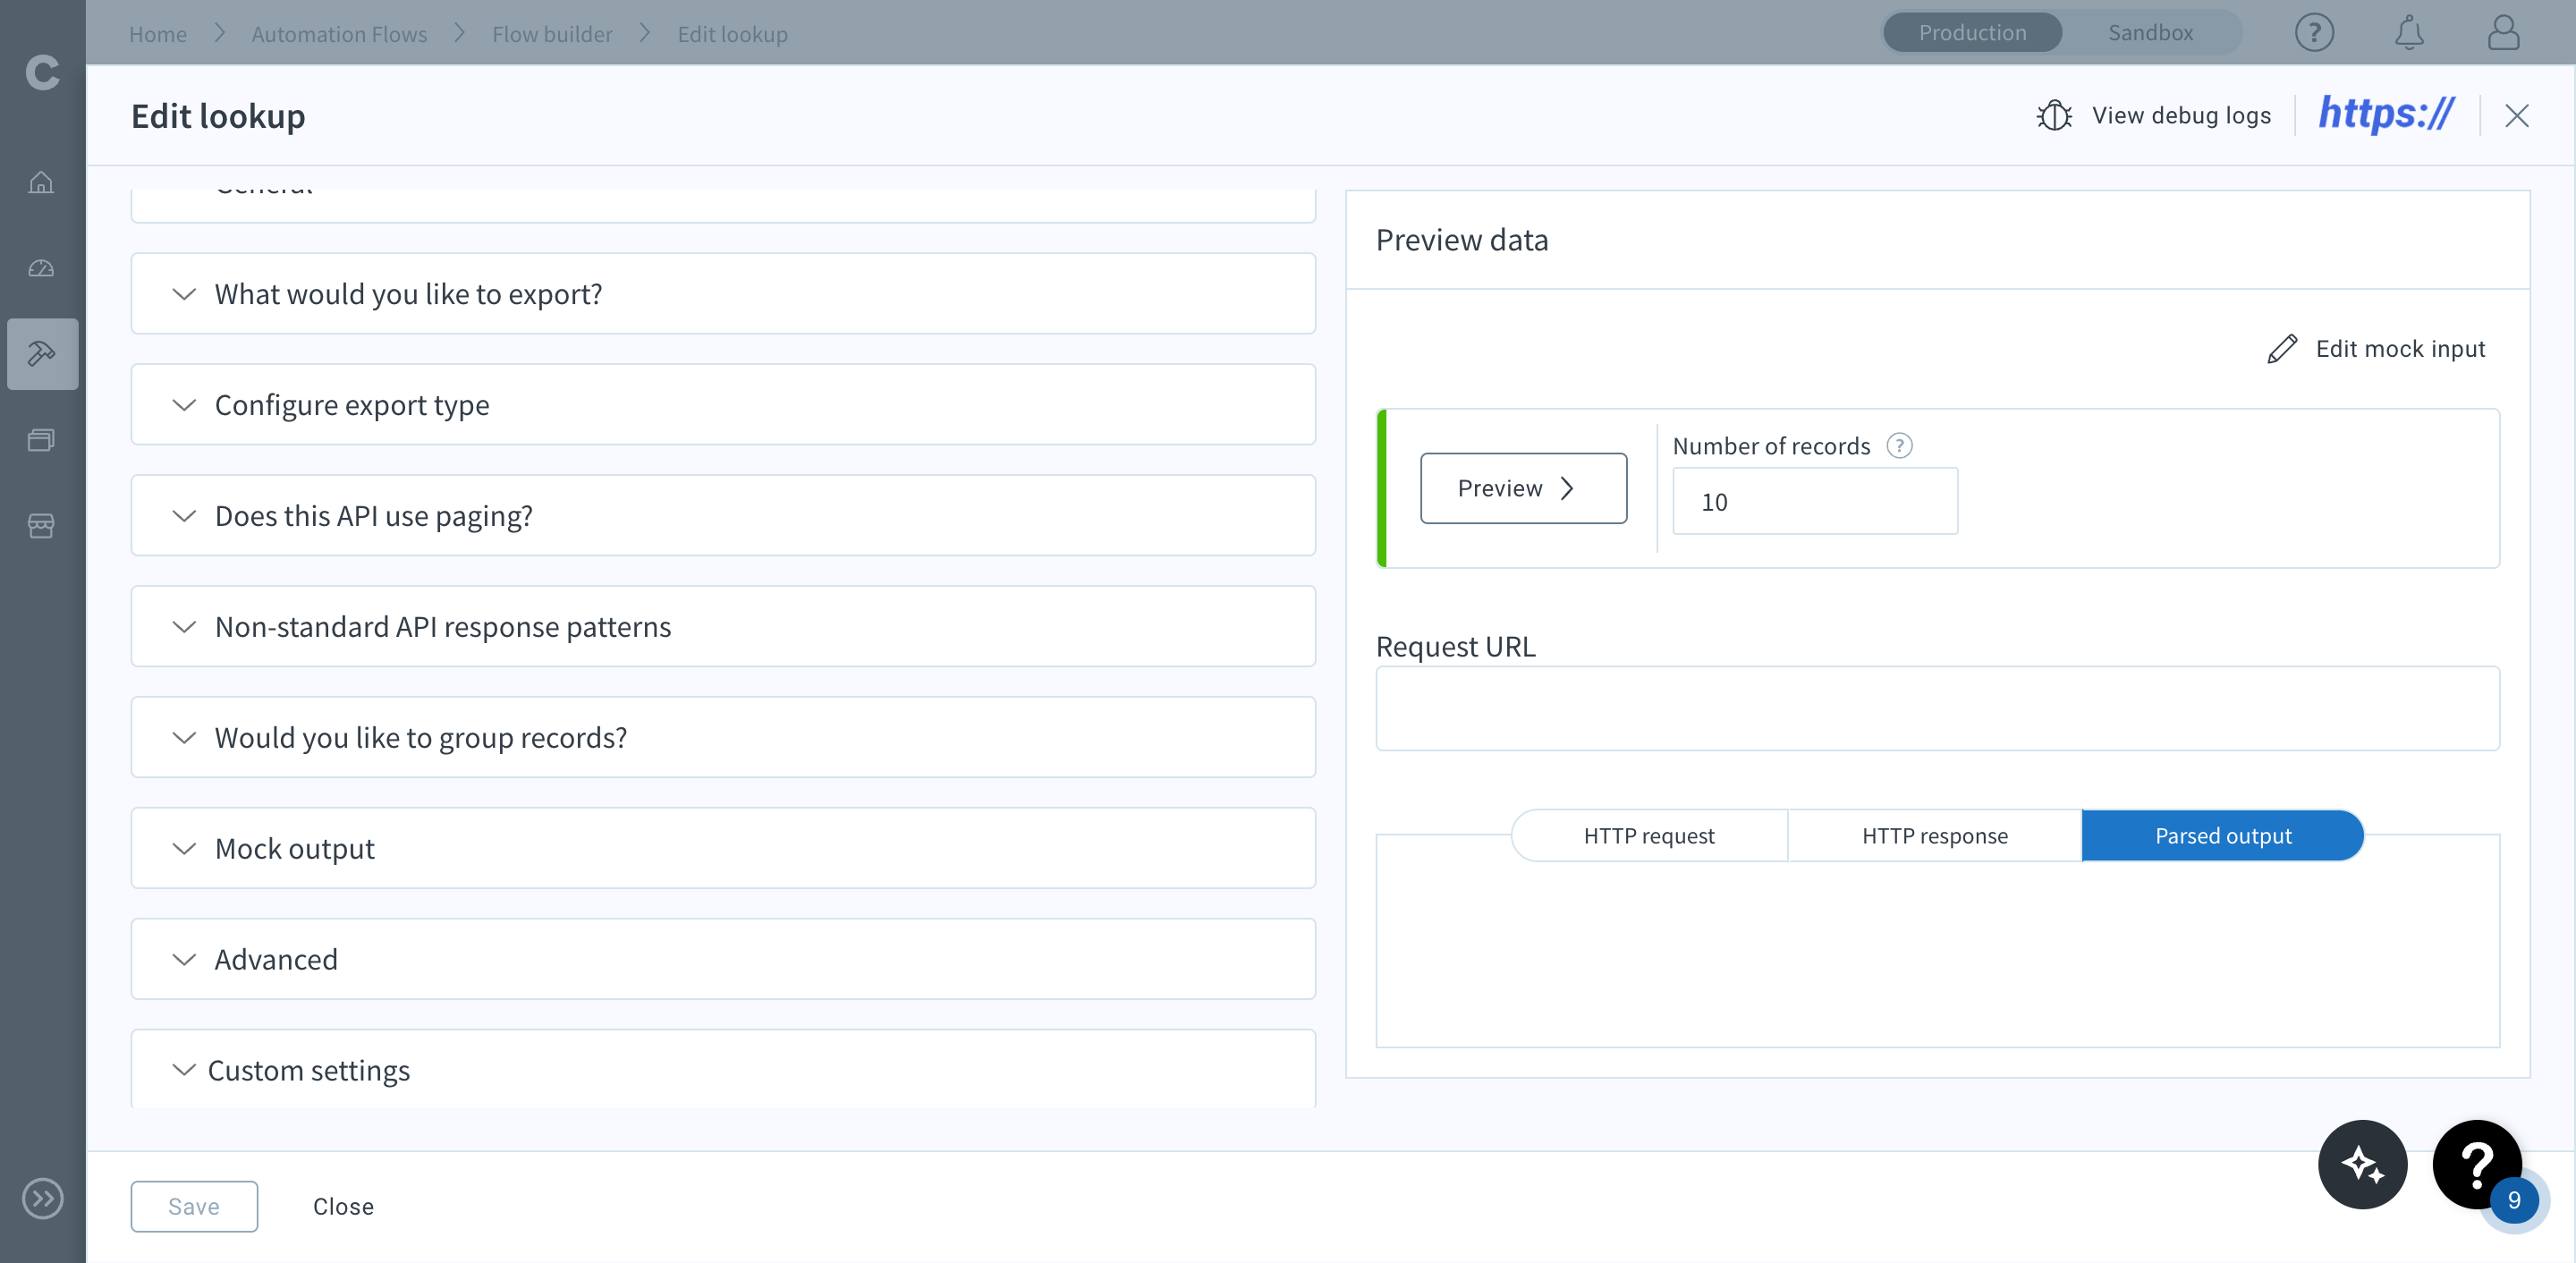 Home
Automation Flows
Flow builder
Edit lookup
Production
Sandbox
?
C
Edit lookup
View debug logs
https://
General
What would you like to export?
Configure export type
Does this API use paging?
Non-standard API response patterns
Would you like to group records?
Mock output
Advanced
Custom settings
Preview data
Edit mock input
Preview
Number of records ?
10
Request URL
HTTP request
HTTP response
Parsed output
Save
Close
?
9